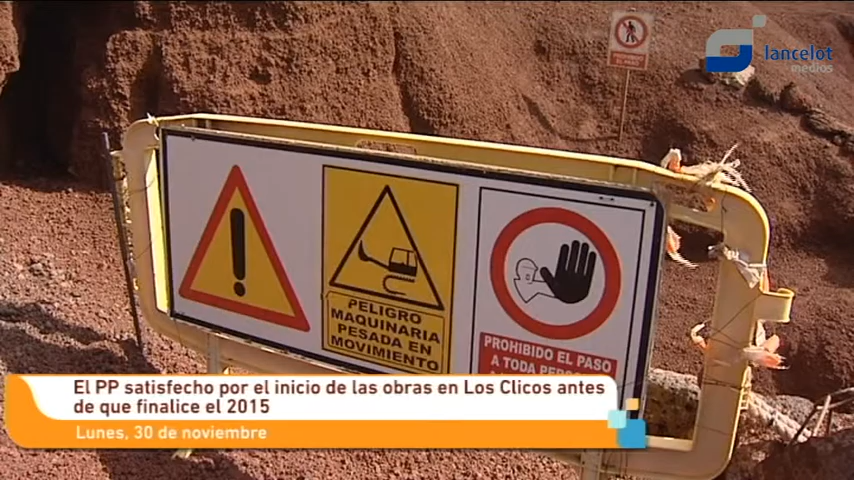 lancelot
medios
PELIGRO
MAQUINARIA
PESADA EN
MOVIMIENTO
PROHIBIDO EL PASO
A TODA
El PP satisfecho por el inicio de las obras en Los Clicos antes
de que finalice el 2015
Lunes, 30 de noviembre